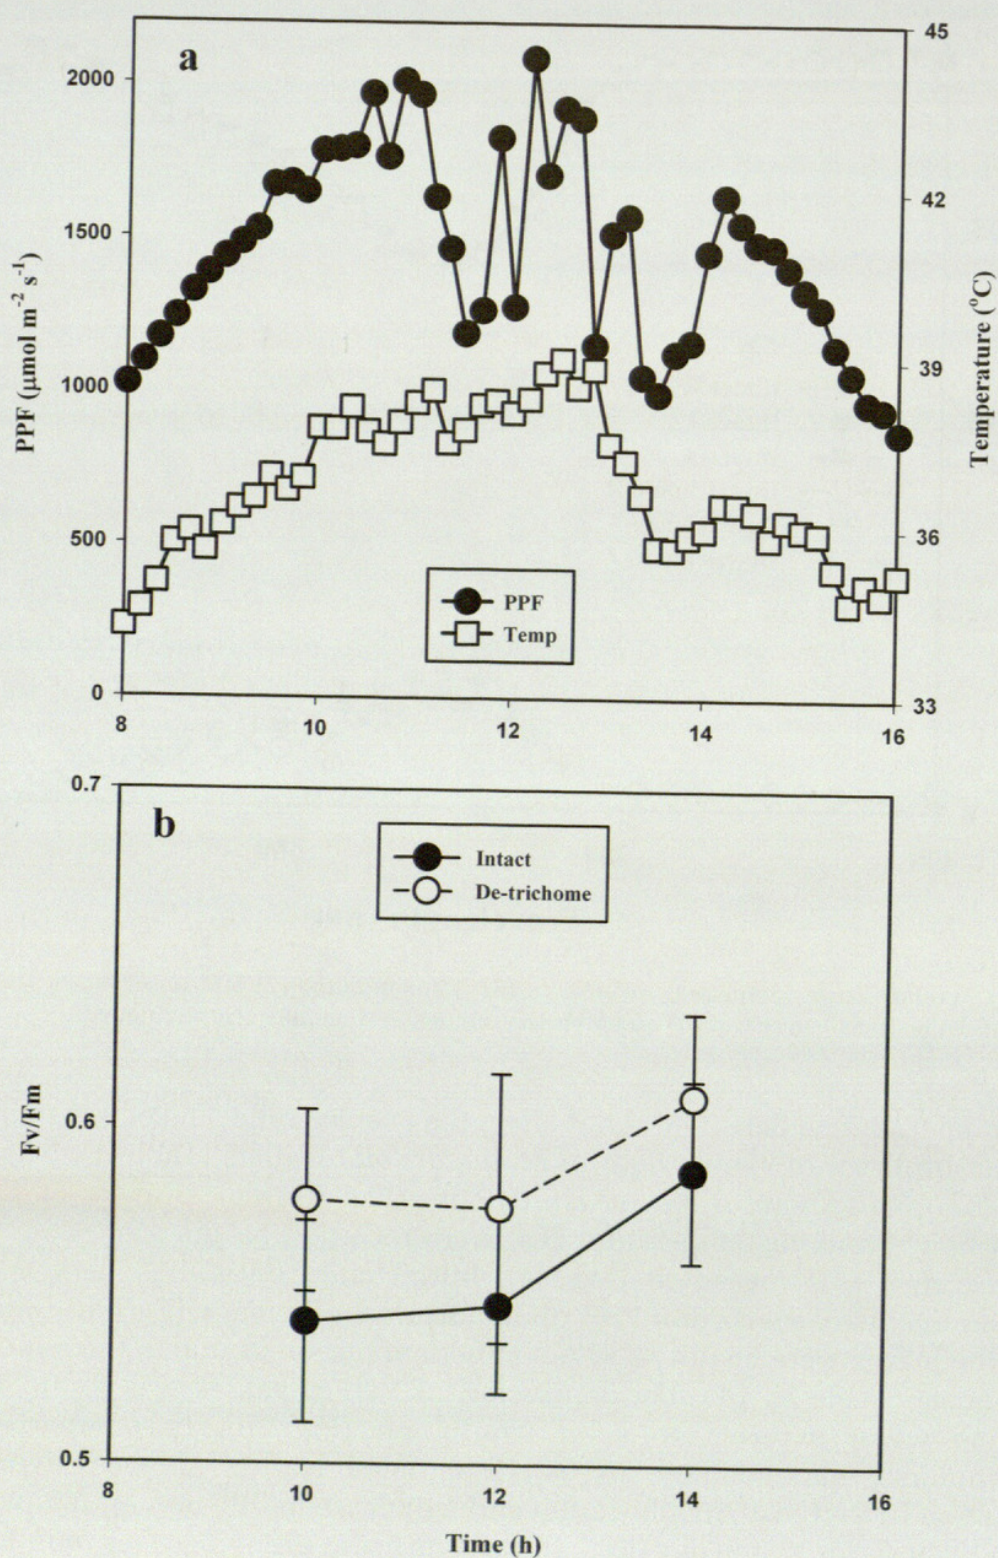 a
2000
1500
1000
500
0
PPF (μmol m⁻² s⁻¹)
45
42
39
36
33
Temperature (°C)
PPF
Temp
8
10
12
14
16
b
0.7
0.6
0.5
Fv/Fm
Intact
De-trichome
8
10
12
14
16
Time (h)